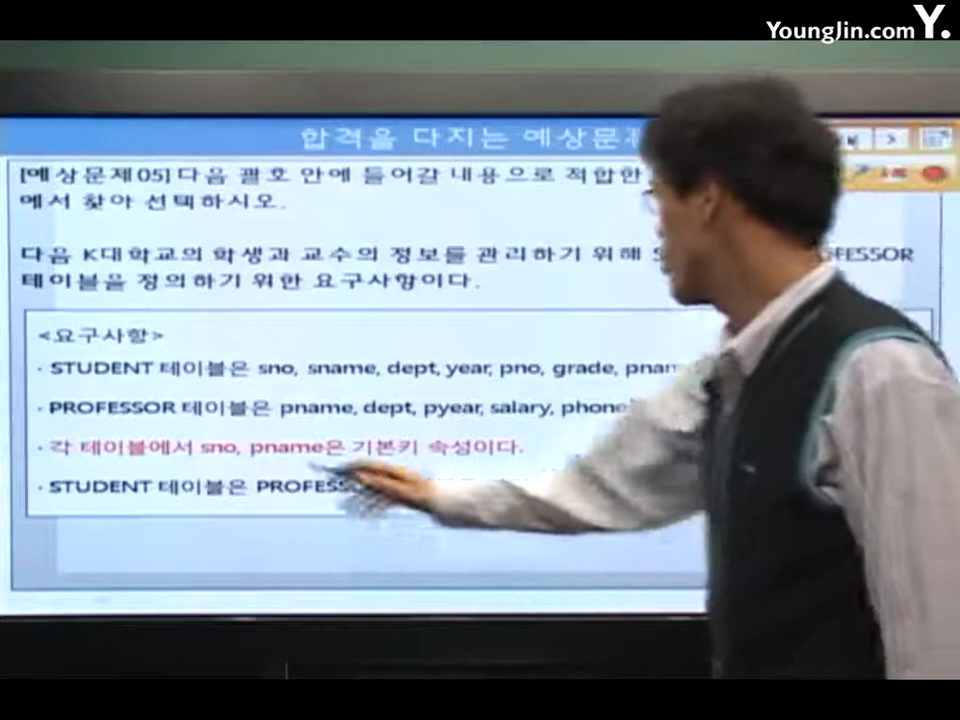 YoungJin.com Y.
합격을 다지는 예상문제
[예상문제05] 다음 괄호 안에 들어갈 내용으로 적합한
에서 찾아 선택하시오.
다음 K대학교의 학생과 교수의 정보를 관리하기 위해
테이블을 정의하기 위한 요구사항이다.
<요구사항>
· STUDENT 테이블은 sno, sname, dept, year, pno, grade,
· PROFESSOR 테이블은 pname, dept, pyear, salary, phone
· 각 테이블에서 sno, pname은 기본키 속성이다.
· STUDENT 테이블은